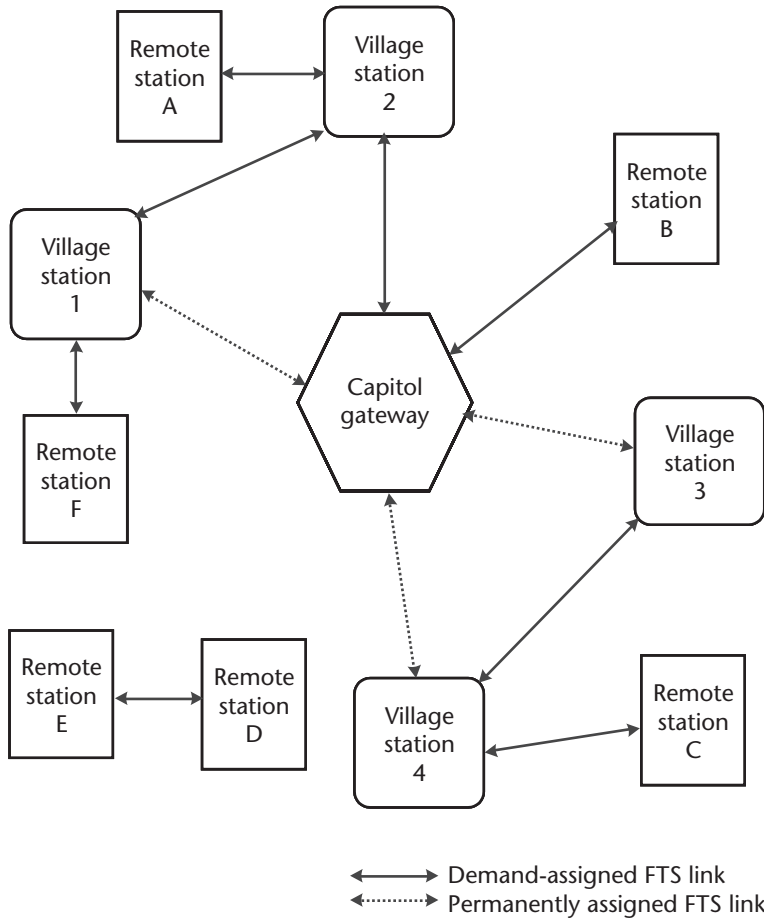 Remote
station
A
Village
station
2
Remote
station
B
Village
station
1
Capitol
gateway
Village
station
3
Remote
station
F
Remote
station
E
Remote
station
D
Village
station
4
Remote
station
C
Demand-assigned FTS link
Permanently assigned FTS link